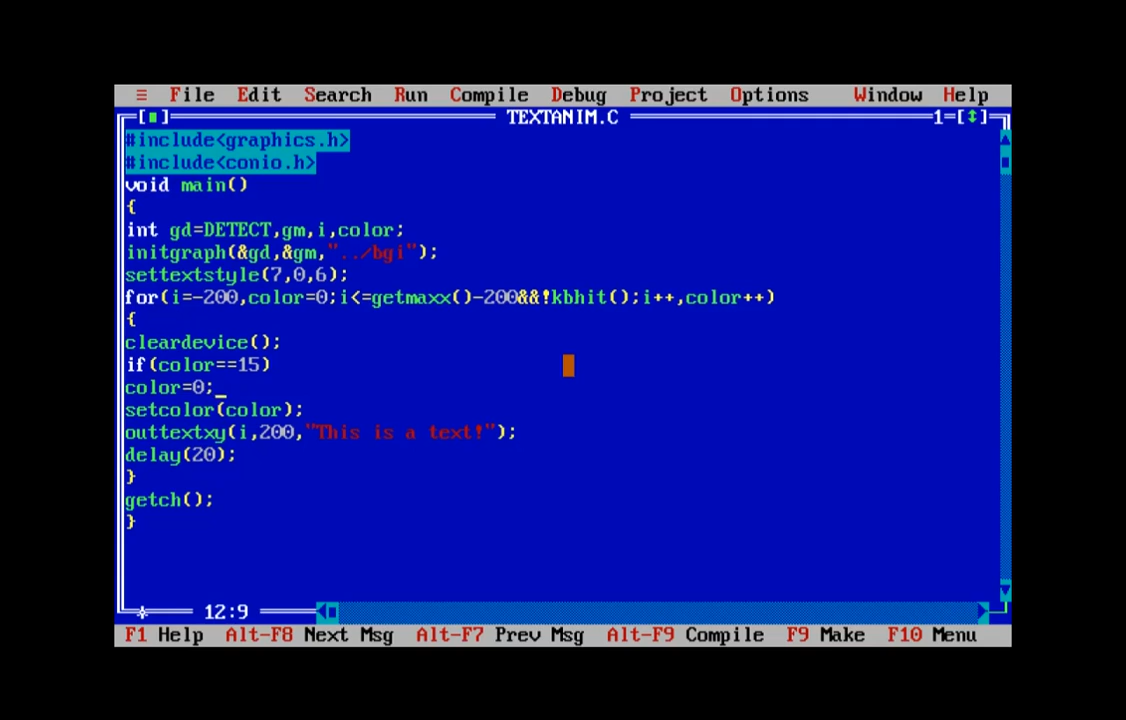 ≡ File Edit Search Run Compile Debug Project Options Window Help
[■] TEXTANIM.C 1=[↕]
#include<graphics.h>
#include<conio.h>
void main()
{
int gd=DETECT,gm,i,color;
initgraph(&gd,&gm,"../bgi");
settextstyle(7,0,6);
for(i=-200,color=0;i<=getmaxx()-200&&!kbhit();i++,color++)
{
cleardevice();
if(color==15)
color=0;_
setcolor(color);
outtextxy(i,200,"This is a text!");
delay(20);
}
getch();
}
12:9
F1 Help Alt-F8 Next Msg Alt-F7 Prev Msg Alt-F9 Compile F9 Make F10 Menu